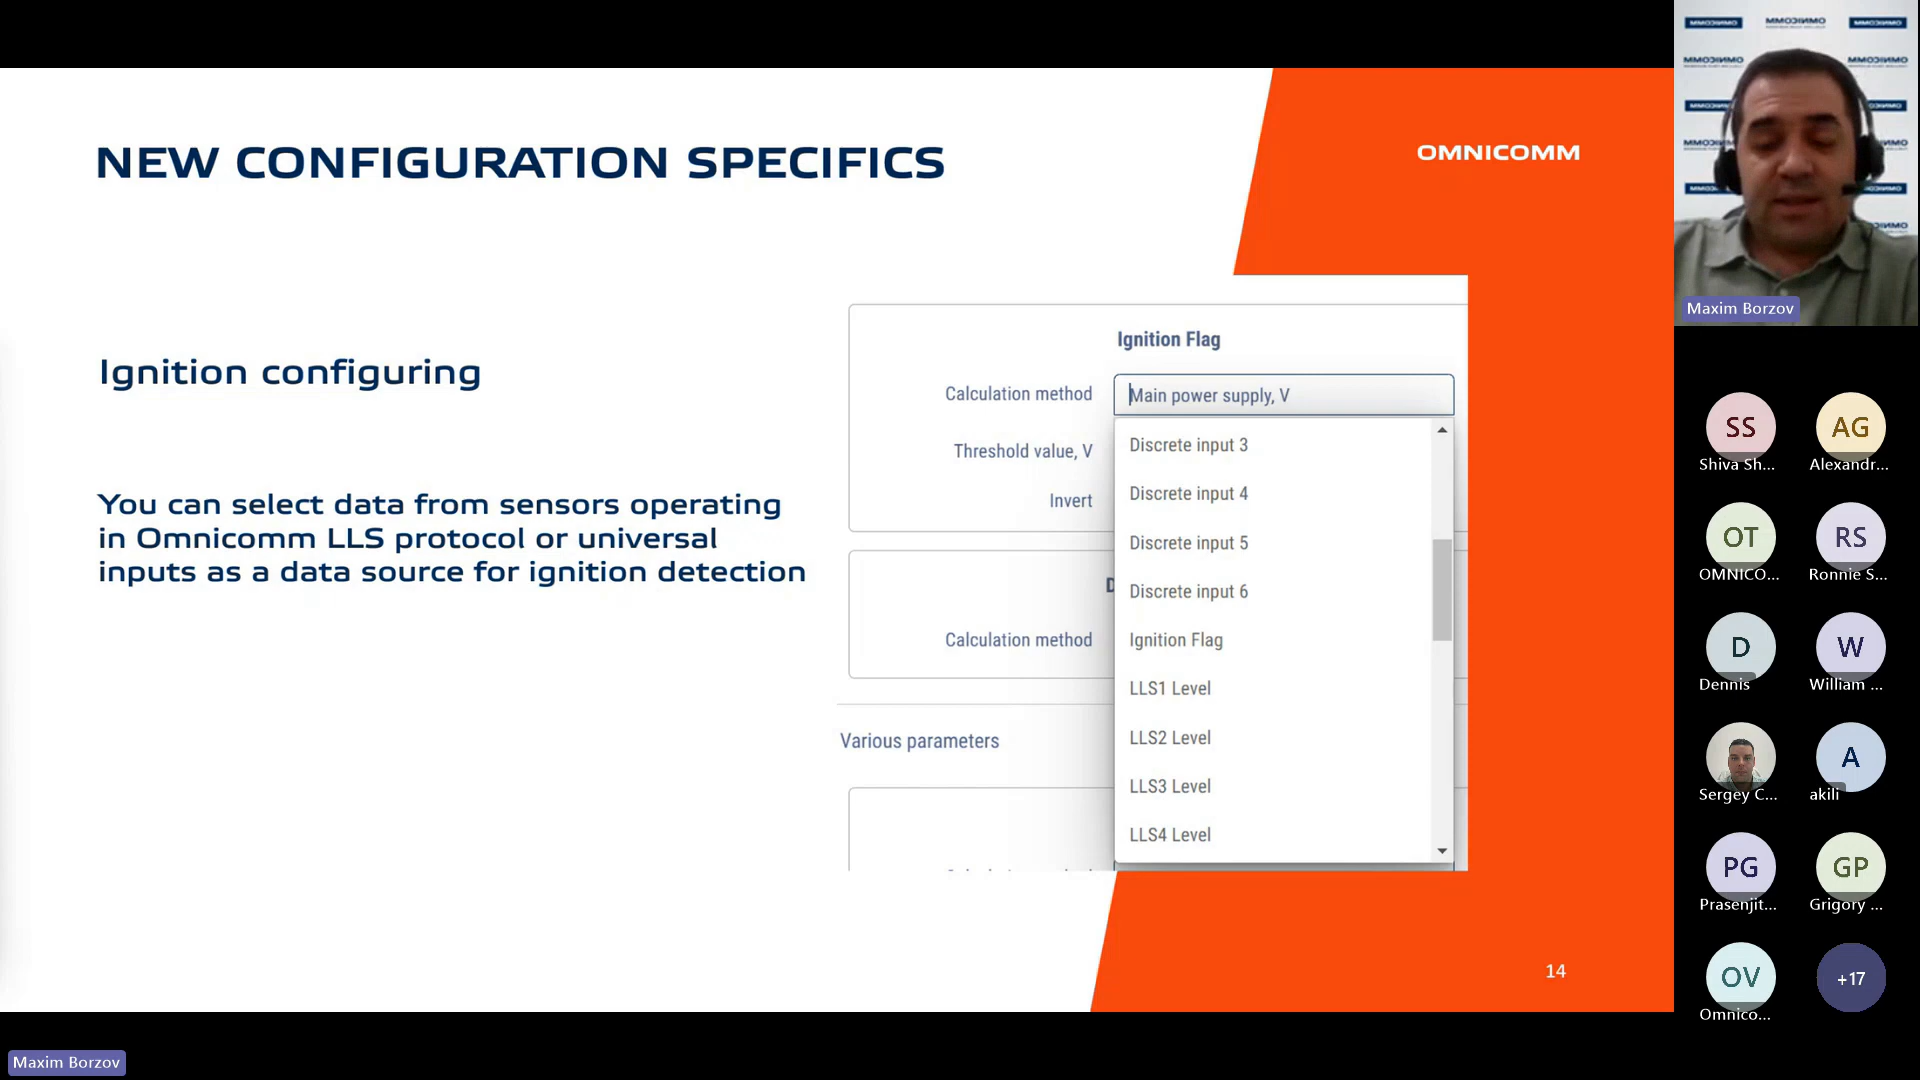 NEW CONFIGURATION SPECIFICS
OMNICOMM
Ignition configuring
You can select data from sensors operating
in Omnicomm LLS protocol or universal
inputs as a data source for ignition detection
Ignition Flag
Calculation method
Main power supply, V
Threshold value, V
Invert
Discrete input 3
Discrete input 4
Discrete input 5
Discrete input 6
Ignition Flag
LLS1 Level
LLS2 Level
LLS3 Level
LLS4 Level
D
Calculation method
Various parameters
14
Maxim Borzov
SS
Shiva Sh...
AG
Alexandr...
OT
OMNICO...
RS
Ronnie S...
D
Dennis
W
William ...
Sergey C...
A
akili
PG
Prasenjit...
GP
Grigory ...
OV
Omnico...
+17
Maxim Borzov